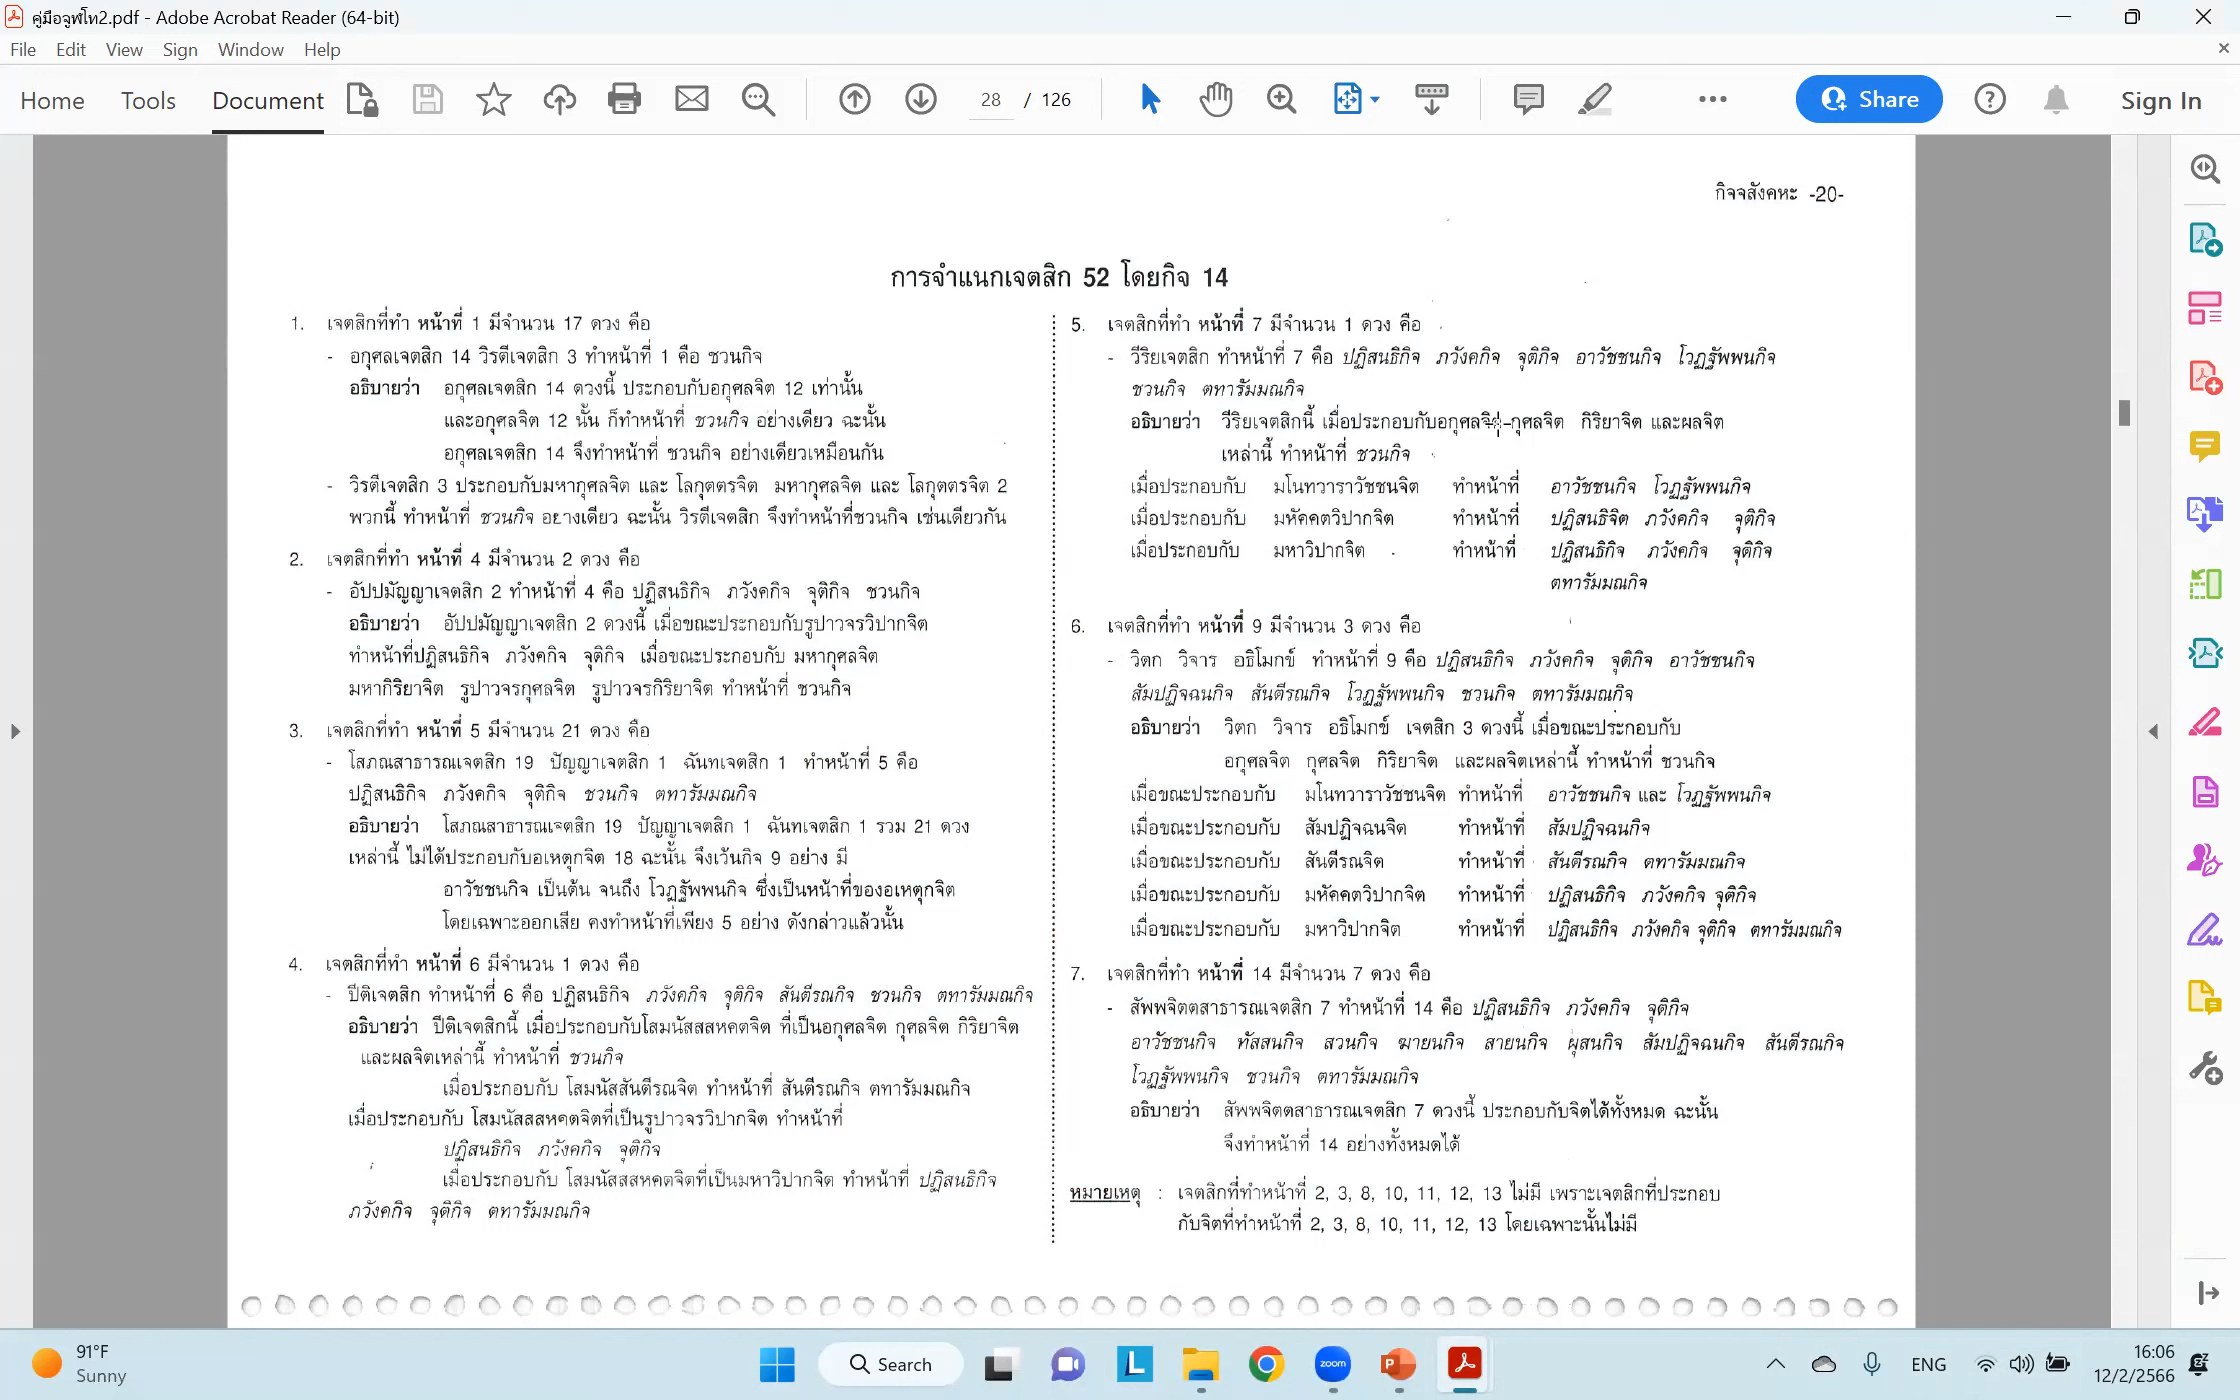 คู่มือจูฬโท2.pdf - Adobe Acrobat Reader (64-bit)
File Edit View Sign Window Help
Home Tools Document 28 / 126 Share Sign In
กิจจสังคหะ -20-
การจำแนกเจตสิก 52 โดยกิจ 14
1. เจตสิกที่ทำ หน้าที่ 1 มีจำนวน 17 ดวง คือ
- อกุศลเจตสิก 14 วิรตีเจตสิก 3 ทำหน้าที่ 1 คือ ชวนกิจ
อธิบายว่า อกุศลเจตสิก 14 ดวงนี้ ประกอบกับอกุศลจิต 12 เท่านั้น
และอกุศลจิต 12 นั้น ก็ทำหน้าที่ ชวนกิจ อย่างเดียว ฉะนั้น
อกุศลเจตสิก 14 จึงทำหน้าที่ ชวนกิจ อย่างเดียวเหมือนกัน
- วิรตีเจตสิก 3 ประกอบกับมหากุศลจิต และ โลกุตตรจิต มหากุศลจิต และ โลกุตตรจิต 2
พวกนี้ ทำหน้าที่ ชวนกิจ อยางเดียว ฉะนั้น วิรตีเจตสิก จึงทำหน้าที่ชวนกิจ เช่นเดียวกัน
2. เจตสิกที่ทำ หน้าที่ 4 มีจำนวน 2 ดวง คือ
- อัปปมัญญาเจตสิก 2 ทำหน้าที่ 4 คือ ปฏิสนธิกิจ ภวังคกิจ จุติกิจ ชวนกิจ
อธิบายว่า อัปปมัญญาเจตสิก 2 ดวงนี้ เมื่อขณะประกอบกับรูปาวจรวิปากจิต
ทำหน้าที่ปฏิสนธิกิจ ภวังคกิจ จุติกิจ เมื่อขณะประกอบกับ มหากุศลจิต
มหากิริยาจิต รูปาวจรกุศลจิต รูปาวจรกิริยาจิต ทำหน้าที่ ชวนกิจ
3. เจตสิกที่ทำ หน้าที่ 5 มีจำนวน 21 ดวง คือ
- โสภณสาธารณเจตสิก 19 ปัญญาเจตสิก 1 ฉันทเจตสิก 1 ทำหน้าที่ 5 คือ
ปฏิสนธิกิจ ภวังคกิจ จุติกิจ ชวนกิจ ตทารัมมณกิจ
อธิบายว่า โสภณสาธารณเจตสิก 19 ปัญญาเจตสิก 1 ฉันทเจตสิก 1 รวม 21 ดวง
เหล่านี้ ไม่ได้ประกอบกับอเหตุกจิต 18 ฉะนั้น จึงเว้นกิจ 9 อย่าง มี
อาวัชชนกิจ เป็นต้น จนถึง โวฏฐัพพนกิจ ซึ่งเป็นหน้าที่ของอเหตุกจิต
โดยเฉพาะออกเสีย คงทำหน้าที่เพียง 5 อย่าง ดังกล่าวแล้วนั้น
4. เจตสิกที่ทำ หน้าที่ 6 มีจำนวน 1 ดวง คือ
- ปีติเจตสิก ทำหน้าที่ 6 คือ ปฏิสนธิกิจ ภวังคกิจ จุติกิจ สันตีรณกิจ ชวนกิจ ตทารัมมณกิจ
อธิบายว่า ปีติเจตสิกนี้ เมื่อประกอบกับโสมนัสสสหคตจิต ที่เป็นอกุศลจิต กุศลจิต กิริยาจิต
และผลจิตเหล่านี้ ทำหน้าที่ ชวนกิจ
เมื่อประกอบกับ โสมนัสสันตีรณจิต ทำหน้าที่ สันตีรณกิจ ตทารัมมณกิจ
เมื่อประกอบกับ โสมนัสสสหคตจิตที่เป็นรูปาวจรวิปากจิต ทำหน้าที่
ปฏิสนธิกิจ ภวังคกิจ จุติกิจ
เมื่อประกอบกับ โสมนัสสสหคตจิตที่เป็นมหาวิปากจิต ทำหน้าที่ ปฏิสนธิกิจ
ภวังคกิจ จุติกิจ ตทารัมมณกิจ
5. เจตสิกที่ทำ หน้าที่ 7 มีจำนวน 1 ดวง คือ
- วีริยเจตสิก ทำหน้าที่ 7 คือ ปฏิสนธิกิจ ภวังคกิจ จุติกิจ อาวัชชนกิจ โวฏฐัพพนกิจ
ชวนกิจ ตทารัมมณกิจ
อธิบายว่า วีริยเจตสิกนี้ เมื่อประกอบกับอกุศลจิต กุศลจิต กิริยาจิต และผลจิต
เหล่านี้ ทำหน้าที่ ชวนกิจ
เมื่อประกอบกับ มโนทวาราวัชชนจิต ทำหน้าที่ อาวัชชนกิจ โวฏฐัพพนกิจ
เมื่อประกอบกับ มหัคคตวิปากจิต ทำหน้าที่ ปฏิสนธิจิต ภวังคกิจ จุติกิจ
เมื่อประกอบกับ มหาวิปากจิต ทำหน้าที่ ปฏิสนธิกิจ ภวังคกิจ จุติกิจ
ตทารัมมณกิจ
6. เจตสิกที่ทำ หน้าที่ 9 มีจำนวน 3 ดวง คือ
- วิตก วิจาร อธิโมกข์ ทำหน้าที่ 9 คือ ปฏิสนธิกิจ ภวังคกิจ จุติกิจ อาวัชชนกิจ
สัมปฏิจฉนกิจ สันตีรณกิจ โวฏฐัพพนกิจ ชวนกิจ ตทารัมมณกิจ
อธิบายว่า วิตก วิจาร อธิโมกข์ เจตสิก 3 ดวงนี้ เมื่อขณะประกอบกับ
อกุศลจิต กุศลจิต กิริยาจิต และผลจิตเหล่านี้ ทำหน้าที่ ชวนกิจ
เมื่อขณะประกอบกับ มโนทวาราวัชชนจิต ทำหน้าที่ อาวัชชนกิจ และ โวฏฐัพพนกิจ
เมื่อขณะประกอบกับ สัมปฏิจฉนจิต ทำหน้าที่ สัมปฏิจฉนกิจ
เมื่อขณะประกอบกับ สันตีรณจิต ทำหน้าที่ สันตีรณกิจ ตทารัมมณกิจ
เมื่อขณะประกอบกับ มหัคคตวิปากจิต ทำหน้าที่ ปฏิสนธิกิจ ภวังคกิจ จุติกิจ
เมื่อขณะประกอบกับ มหาวิปากจิต ทำหน้าที่ ปฏิสนธิกิจ ภวังคกิจ จุติกิจ ตทารัมมณกิจ
7. เจตสิกที่ทำ หน้าที่ 14 มีจำนวน 7 ดวง คือ
- สัพพจิตตสาธารณเจตสิก 7 ทำหน้าที่ 14 คือ ปฏิสนธิกิจ ภวังคกิจ จุติกิจ
อาวัชชนกิจ ทัสสนกิจ สวนกิจ ฆายนกิจ สายนกิจ ผุสนกิจ สัมปฏิจฉนกิจ สันตีรณกิจ
โวฏฐัพพนกิจ ชวนกิจ ตทารัมมณกิจ
อธิบายว่า สัพพจิตตสาธารณเจตสิก 7 ดวงนี้ ประกอบกับจิตได้ทั้งหมด ฉะนั้น
จึงทำหน้าที่ 14 อย่างทั้งหมดได้
หมายเหตุ : เจตสิกที่ทำหน้าที่ 2, 3, 8, 10, 11, 12, 13 ไม่มี เพราะเจตสิกที่ประกอบ
กับจิตที่ทำหน้าที่ 2, 3, 8, 10, 11, 12, 13 โดยเฉพาะนั้นไม่มี
91°F
Sunny
Search
zoom
ENG
16:06
12/2/2566